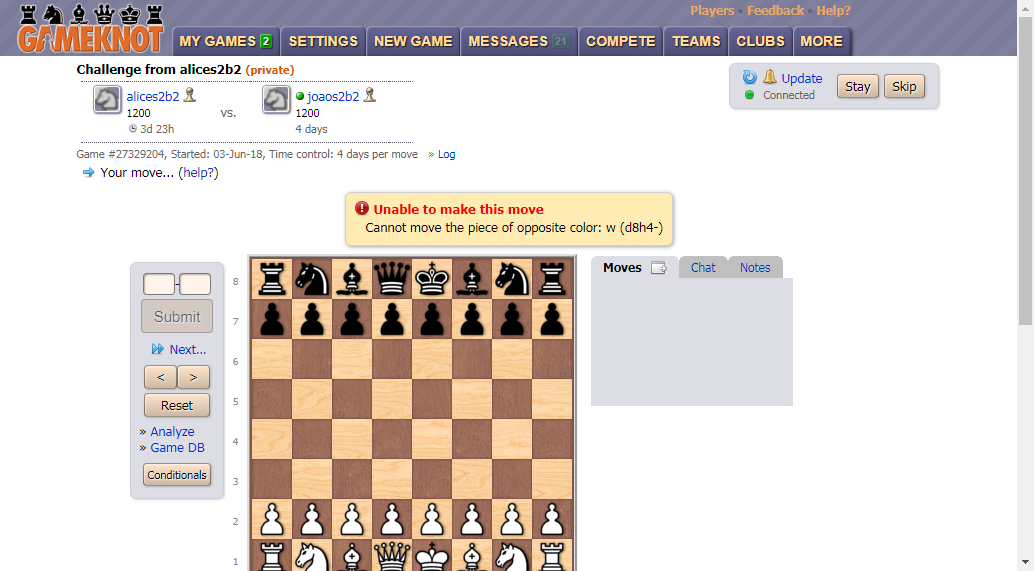 Players • Feedback • Help?
GAMEKNOT
MY GAMES 2 SETTINGS NEW GAME MESSAGES 21 COMPETE TEAMS CLUBS MORE
Challenge from alices2b2 (private)
alices2b2 vs. joaos2b2
1200 1200
3d 23h 4 days
Update
Connected
Stay Skip
Game #27329204, Started: 03-Jun-18, Time control: 4 days per move » Log
Your move... (help?)
Unable to make this move
Cannot move the piece of opposite color: w (d8h4-)
-
Submit
Next...
< >
Reset
» Analyze
» Game DB
Conditionals
8
7
6
5
4
3
2
1
Moves Chat Notes